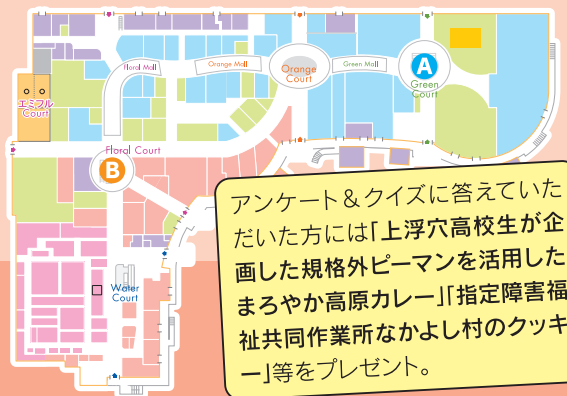 Floral Mall
Orange Mall
Orange
Court
Green Mall
A
Green
Court
エミフル
Court
Floral Court
B
Water
Court
アンケート＆クイズに答えていた
だいた方には「上浮穴高校生が企
画した規格外ピーマンを活用した
まろやか高原カレー」「指定障害福
祉共同作業所なかよし村のクッキ
ー」等をプレゼント。